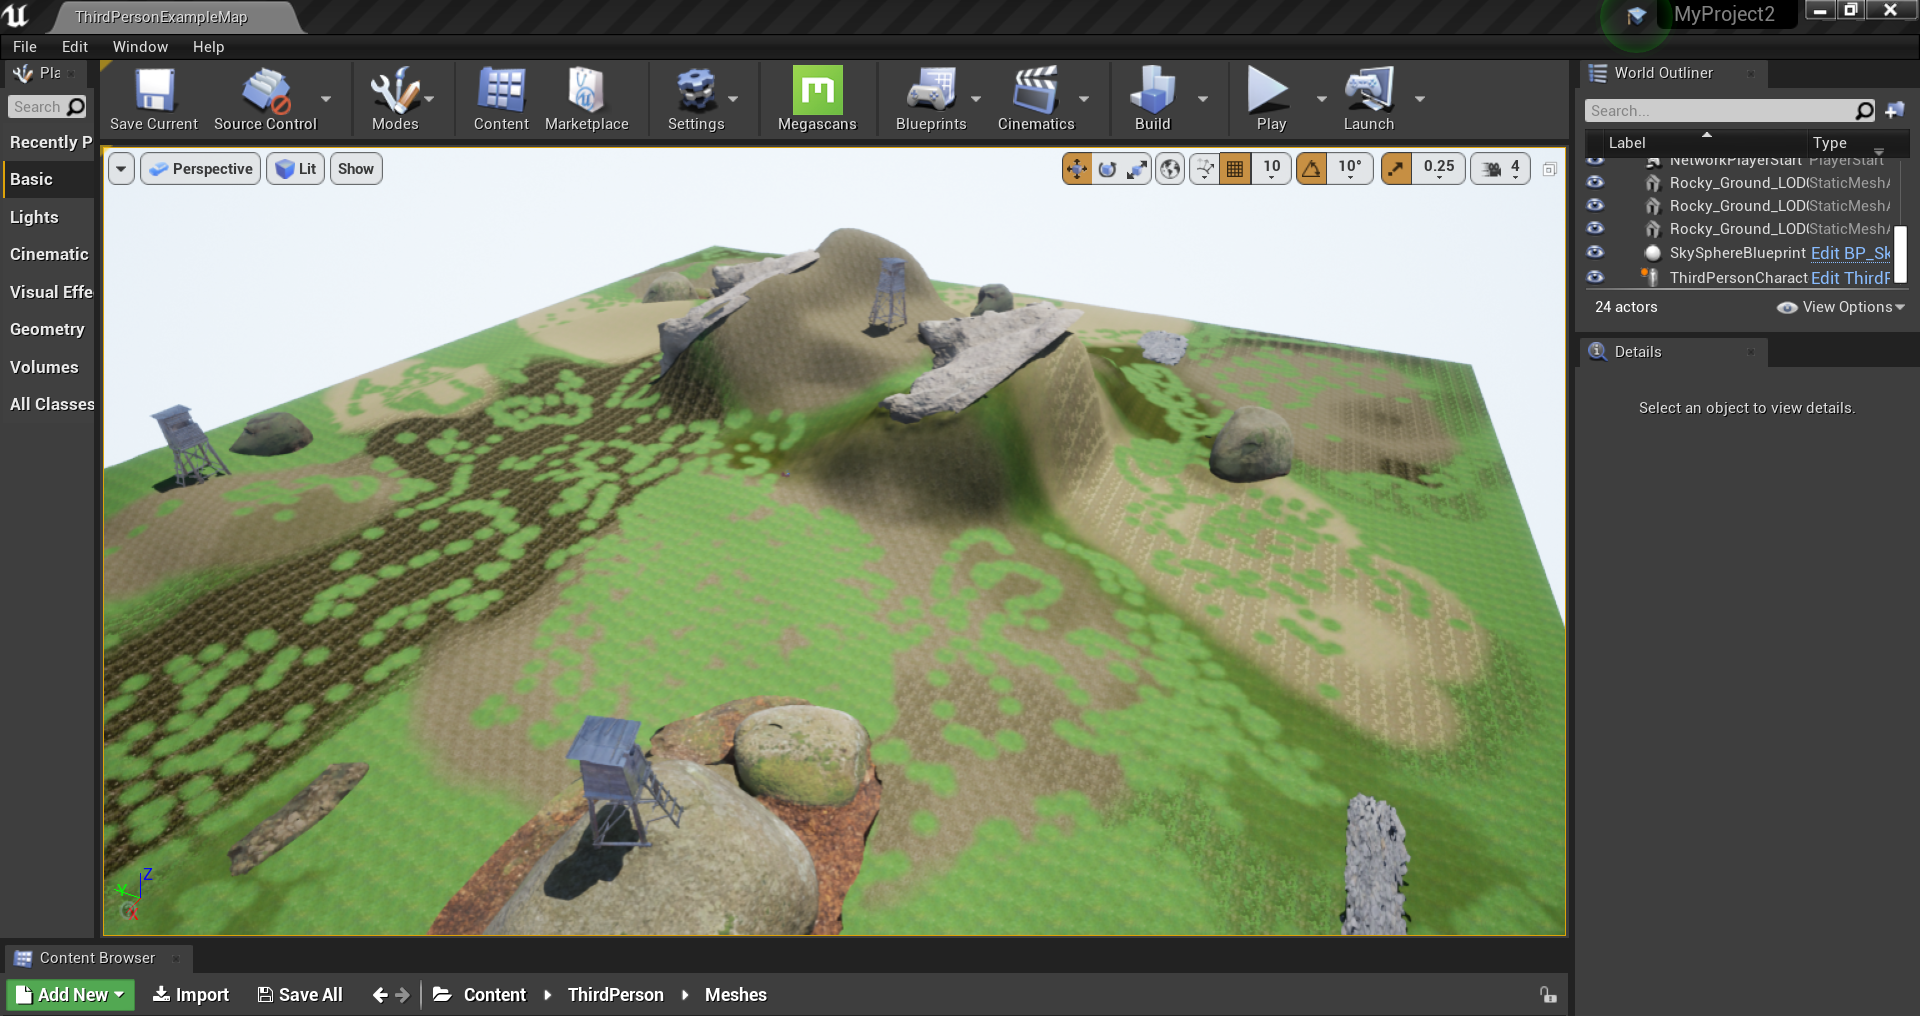 ThirdPersonExampleMap
MyProject2
File Edit Window Help
Pla
Search
Recently P
Basic
Lights
Cinematic
Visual Effe
Geometry
Volumes
All Classes
Save Current
Source Control
Modes
Content
Marketplace
Settings
Megascans
Blueprints
Cinematics
Build
Play
Launch
Perspective
Lit
Show
10
10°
0.25
4
World Outliner
Search...
Label Type
NetworkPlayerStart PlayerStart
Rocky_Ground_LOD StaticMesh
Rocky_Ground_LOD StaticMesh
Rocky_Ground_LOD StaticMesh
SkySphereBlueprint Edit BP_Sk
ThirdPersonCharact Edit ThirdP
24 actors
View Options
Details
Select an object to view details.
Z
Y
X
Content Browser
Add New
Import
Save All
Content
ThirdPerson
Meshes